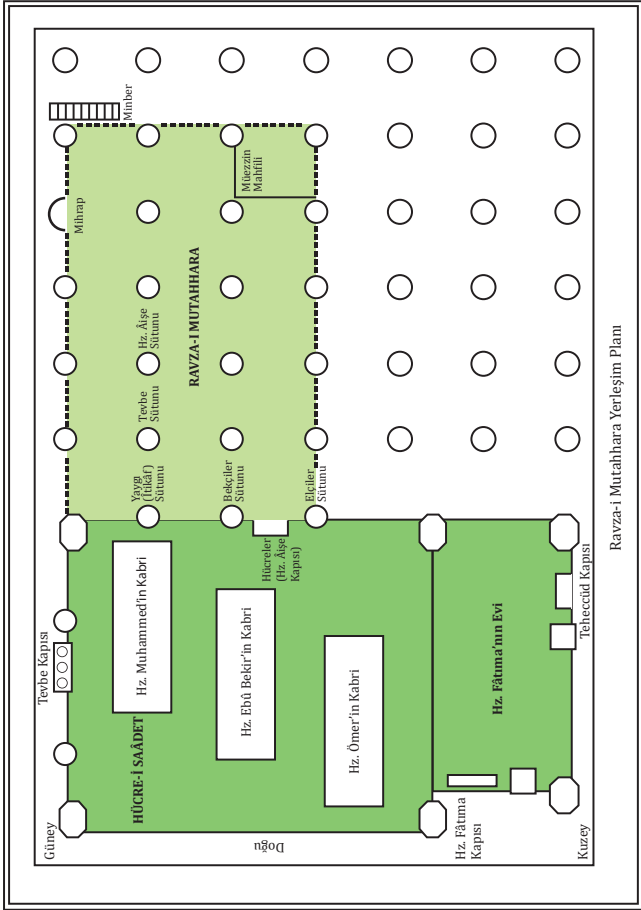 Minber
Mihrap
Müezzin
Mahfili
RAVZA-I MUTAHHARA
Hz. Âişe
Sütunu
Tevbe
Sütunu
Yaygı
(İtikâf)
Sütunu
Bekçiler
Sütunu
Elçiler
Sütunu
Hücreler
(Hz. Âişe
Kapısı)
Tevbe Kapısı
Hz. Muhammed'in Kabri
Hz. Ebû Bekir'in Kabri
Hz. Ömer'in Kabri
HÜCRE-İ SAÂDET
Hz. Fâtıma'nın Evi
Teheccüd Kapısı
Hz. Fâtıma
Kapısı
Güney
Doğu
Kuzey
Ravza-i Mutahhara Yerleşim Planı